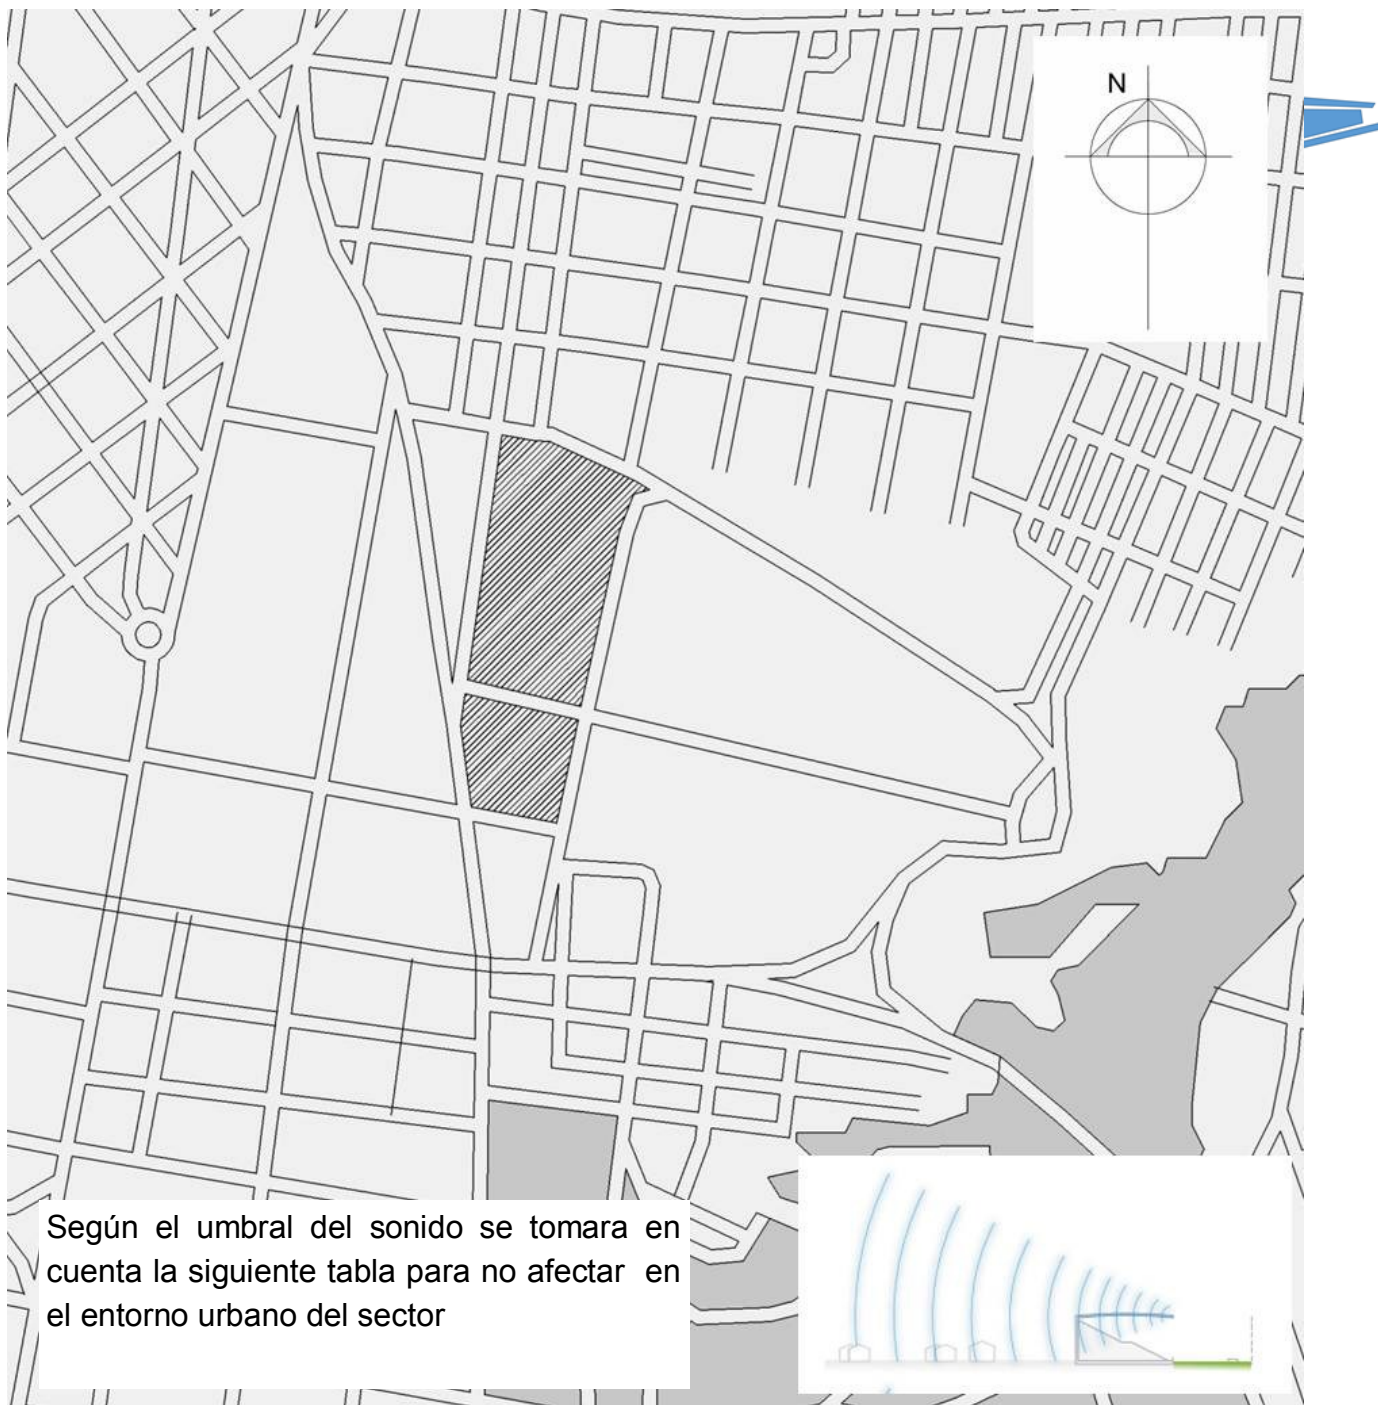 N
Según el umbral del sonido se tomara en
cuenta la siguiente tabla para no afectar en
el entorno urbano del sector